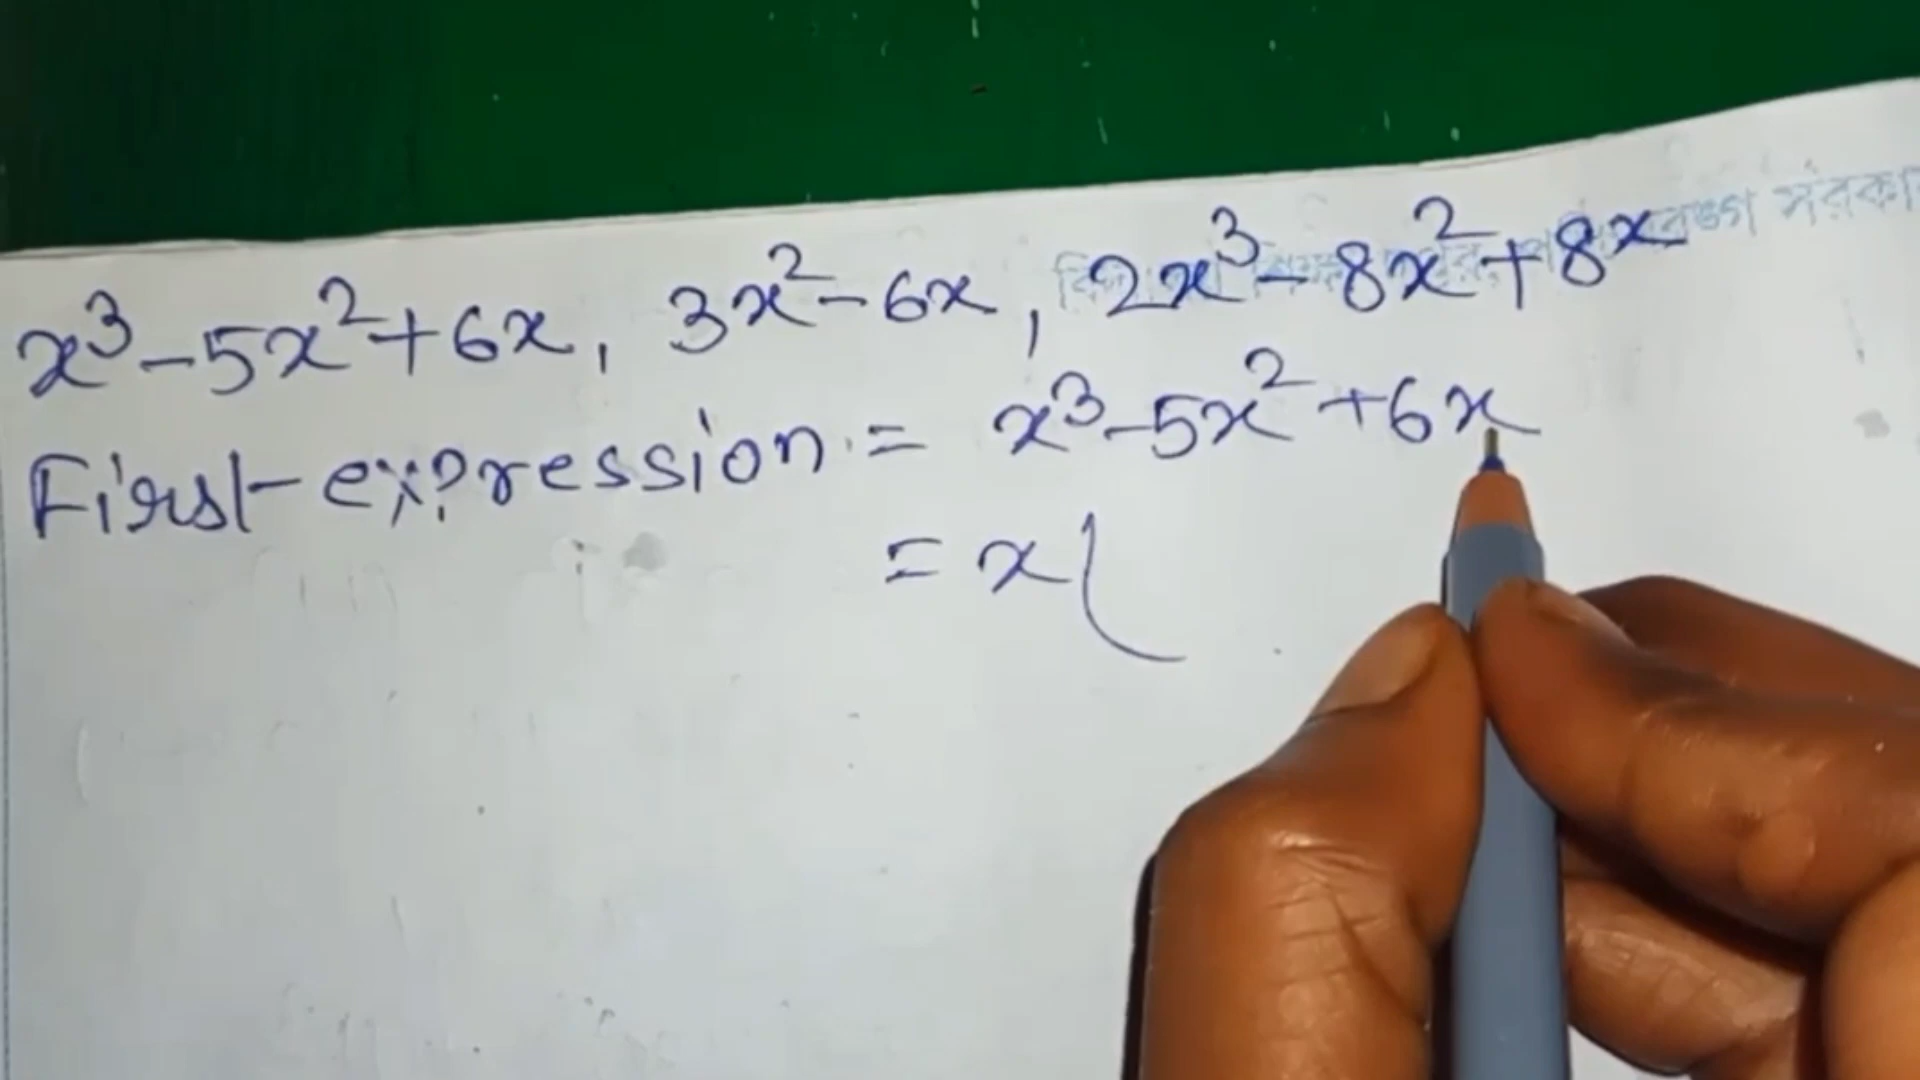 x³-5x²+6x, 3x²-6x, 2x³-8x²+8x
First expression = x³-5x²+6x
= x(